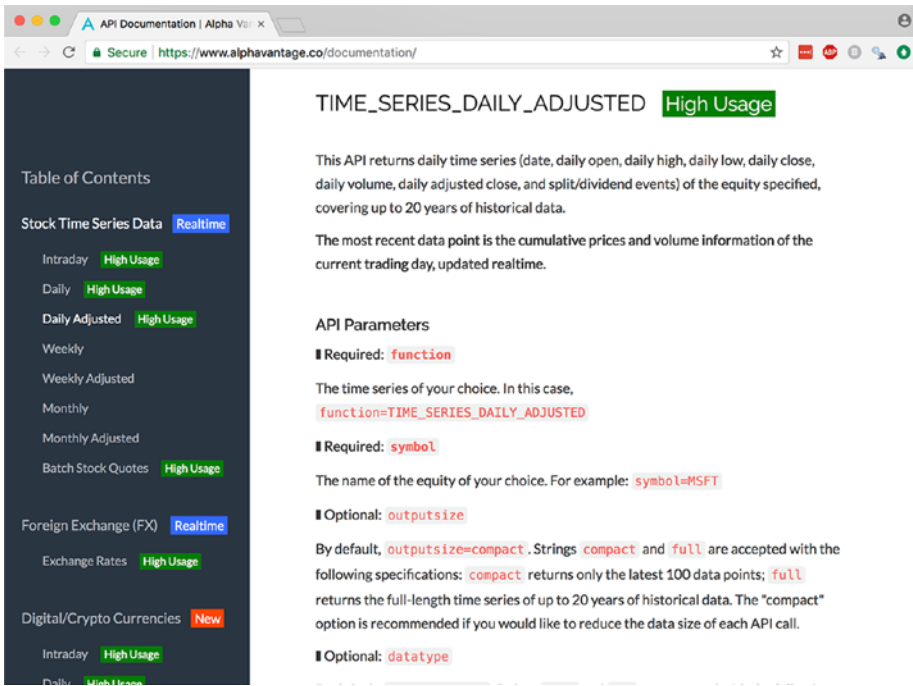 API Documentation | Alpha Van
Secure https://www.alphavantage.co/documentation/
ABP
Table of Contents
Stock Time Series Data Realtime
Intraday High Usage
Daily High Usage
Daily Adjusted High Usage
Weekly
Weekly Adjusted
Monthly
Monthly Adjusted
Batch Stock Quotes High Usage
Foreign Exchange (FX) Realtime
Exchange Rates High Usage
Digital/Crypto Currencies New
Intraday High Usage
Daily High Usage
TIME_SERIES_DAILY_ADJUSTED High Usage
This API returns daily time series (date, daily open, daily high, daily low, daily close,
daily volume, daily adjusted close, and split/dividend events) of the equity specified,
covering up to 20 years of historical data.
The most recent data point is the cumulative prices and volume information of the
current trading day, updated realtime.
API Parameters
Required: function
The time series of your choice. In this case,
function=TIME_SERIES_DAILY_ADJUSTED
Required: symbol
The name of the equity of your choice. For example: symbol=MSFT
Optional: outputsize
By default, outputsize=compact . Strings compact and full are accepted with the
following specifications: compact returns only the latest 100 data points; full
returns the full-length time series of up to 20 years of historical data. The "compact"
option is recommended if you would like to reduce the data size of each API call.
Optional: datatype